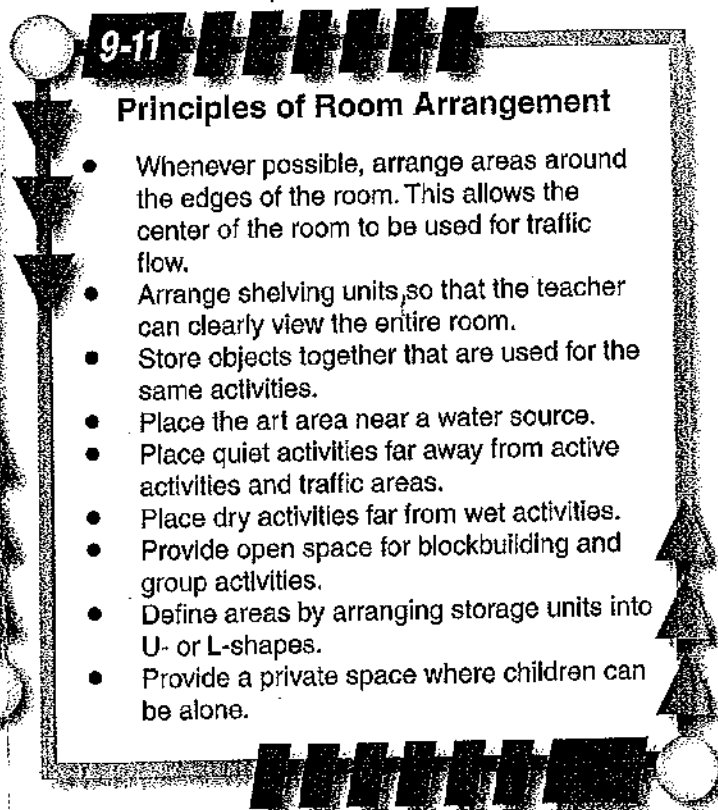 9-11
Principles of Room Arrangement
• Whenever possible, arrange areas around
the edges of the room. This allows the
center of the room to be used for traffic
flow.
• Arrange shelving units so that the teacher
can clearly view the entire room.
• Store objects together that are used for the
same activities.
• Place the art area near a water source.
• Place quiet activities far away from active
activities and traffic areas.
• Place dry activities far from wet activities.
• Provide open space for blockbuilding and
group activities.
• Define areas by arranging storage units into
U- or L-shapes.
• Provide a private space where children can
be alone.